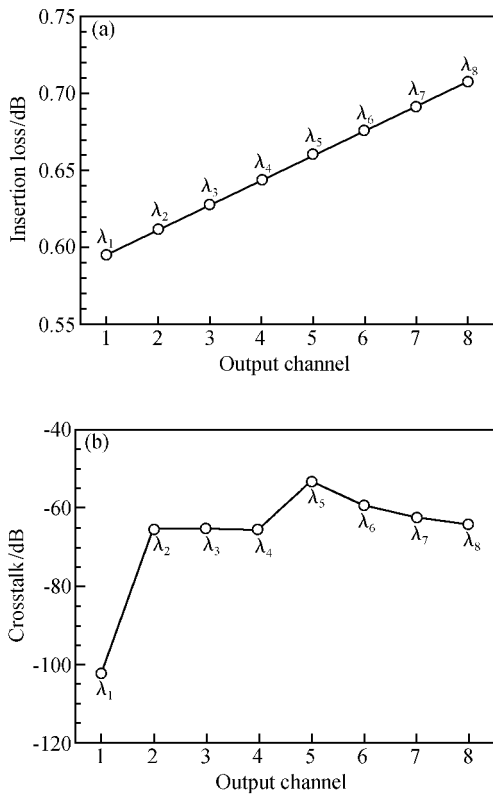 (a)
Insertion loss/dB
0.75
0.70
0.65
0.60
0.55
λ₁
λ₂
λ₃
λ₄
λ₅
λ₆
λ₇
λ₈
1 2 3 4 5 6 7 8
Output channel
(b)
Crosstalk/dB
-40
-60
-80
-100
-120
λ₁
λ₂
λ₃
λ₄
λ₅
λ₆
λ₇
λ₈
1 2 3 4 5 6 7 8
Output channel